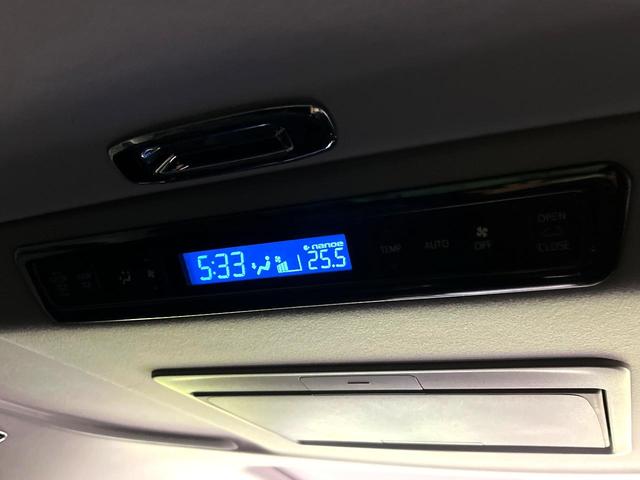 nanoe
5:33 25.5
TEMP AUTO OFF
OPEN
CLOSE